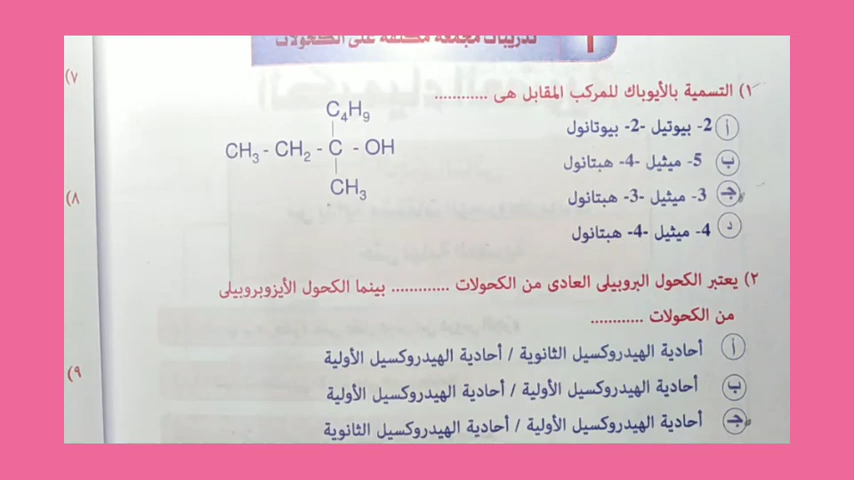 تدريبات مجمعة مكثفة على الكحولات
١) التسمية بالأيوباك للمركب المقابل هى ............
C4H9
CH3 - CH2 - C - OH
CH3
أ 2- بيوتيل -2- بيوتانول
ب 5- ميثيل -4- هبتانول
جـ 3- ميثيل -3- هبتانول
د 4- ميثيل -4- هبتانول
٢) يعتبر الكحول البروبيلى العادى من الكحولات ............. بينما الكحول الأيزوبروبيلى
من الكحولات ............
أ أحادية الهيدروكسيل الثانوية / أحادية الهيدروكسيل الأولية
ب أحادية الهيدروكسيل الأولية / أحادية الهيدروكسيل الأولية
جـ أحادية الهيدروكسيل الأولية / أحادية الهيدروكسيل الثانوية
٧)
٨)
٩)